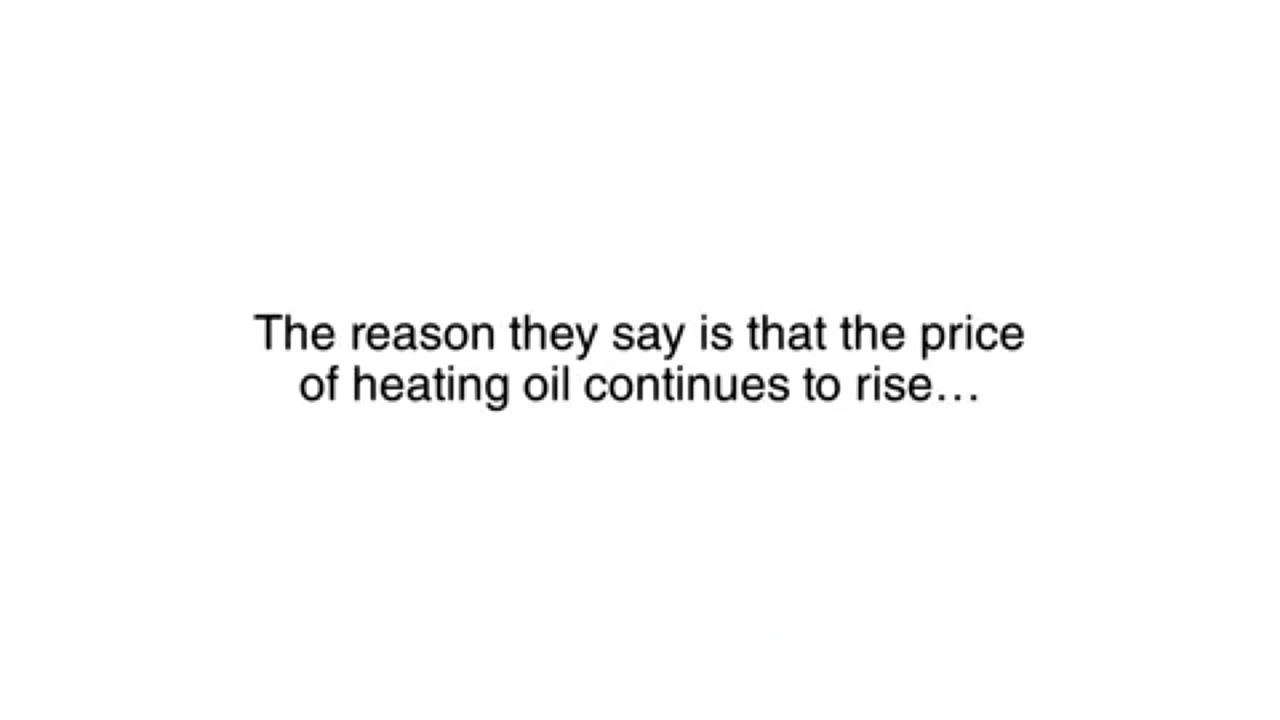 The reason they say is that the price
of heating oil continues to rise…